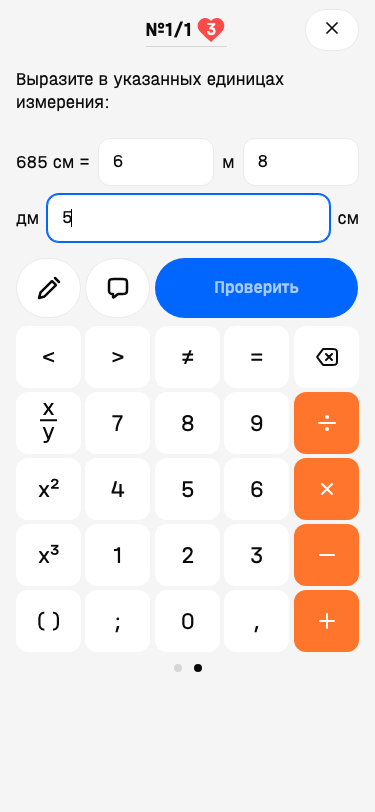 №1/1 3
Выразите в указанных единицах
измерения:
685 см = 6 м 8
дм 5 см
Проверить
< > ≠ =
x/y 7 8 9 ÷
x² 4 5 6 ×
x³ 1 2 3 −
( ) ; 0 , +